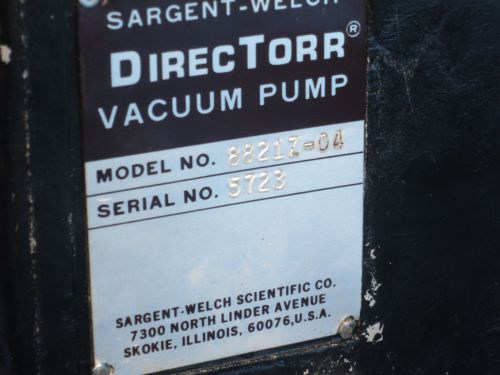 SARGENT-WELCH
DIRECTORR®
VACUUM PUMP
MODEL NO. 8821Z-04
SERIAL NO. 5723
SARGENT-WELCH SCIENTIFIC CO.
7300 NORTH LINDER AVENUE
SKOKIE, ILLINOIS, 60076,U.S.A.